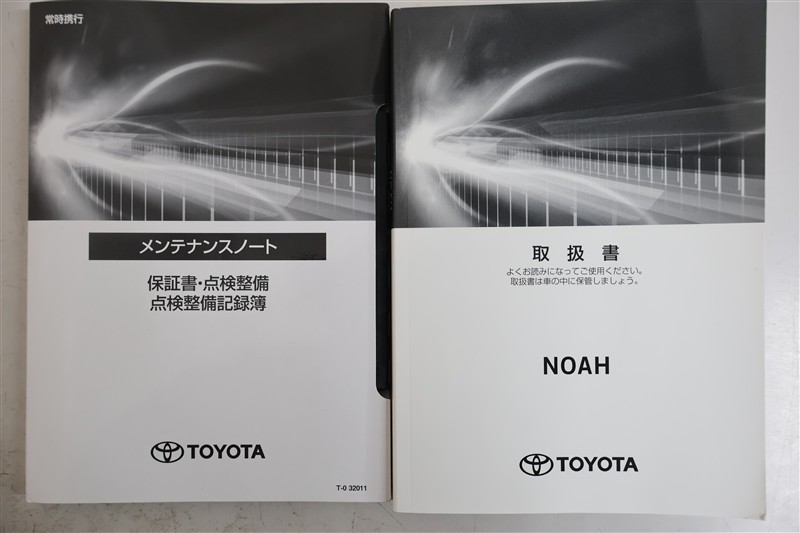 常時携行
メンテナンスノート
保証書・点検整備
点検整備記録簿
TOYOTA
T-0 32011
取扱書
よくお読みになってご使用ください。
取扱書は車の中に保管しましょう。
NOAH
TOYOTA